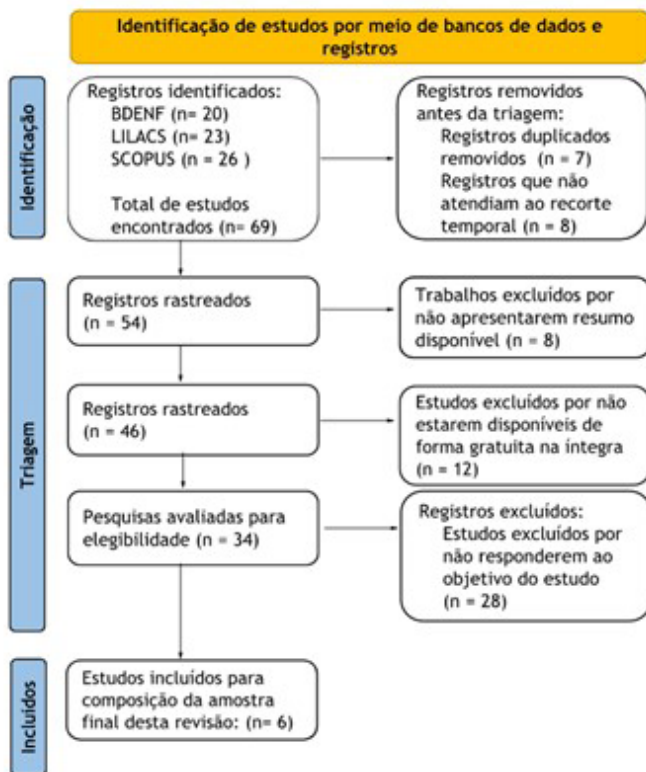 Identificação de estudos por meio de bancos de dados e
registros
Identificação
Registros identificados:
BDENF (n= 20)
LILACS (n= 23)
SCOPUS (n = 26 )
Total de estudos
encontrados (n= 69)
Registros removidos
antes da triagem:
Registros duplicados
removidos (n = 7)
Registros que não
atendiam ao recorte
temporal (n = 8)
Triagem
Registros rastreados
(n = 54)
Trabalhos excluídos por
não apresentarem resumo
disponível (n = 8)
Registros rastreados
(n = 46)
Estudos excluídos por não
estarem disponíveis de
forma gratuita na íntegra
(n = 12)
Pesquisas avaliadas para
elegibilidade (n = 34)
Registros excluídos:
Estudos excluídos por
não responderem ao
objetivo do estudo
(n = 28)
Incluídos
Estudos incluídos para
composição da amostra
final desta revisão: (n= 6)